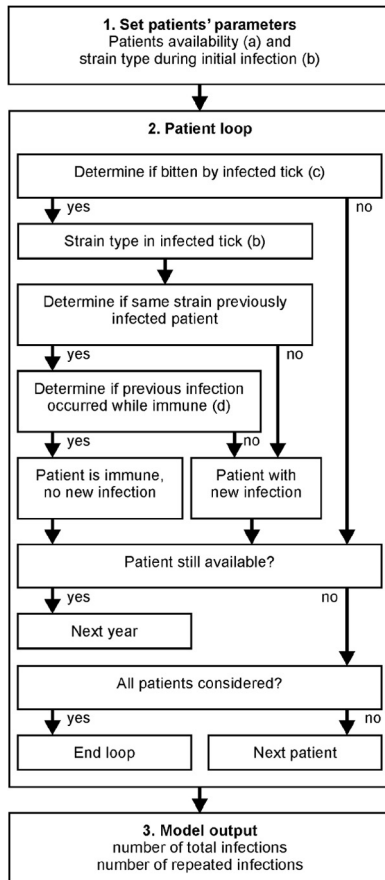 1. Set patients' parameters
Patients availability (a) and
strain type during initial infection (b)
2. Patient loop
Determine if bitten by infected tick (c)
yes
no
Strain type in infected tick (b)
Determine if same strain previously
infected patient
yes
no
Determine if previous infection
occurred while immune (d)
yes
no
Patient is immune,
no new infection
Patient with
new infection
Patient still available?
yes
no
Next year
All patients considered?
yes
no
End loop
Next patient
3. Model output
number of total infections
number of repeated infections